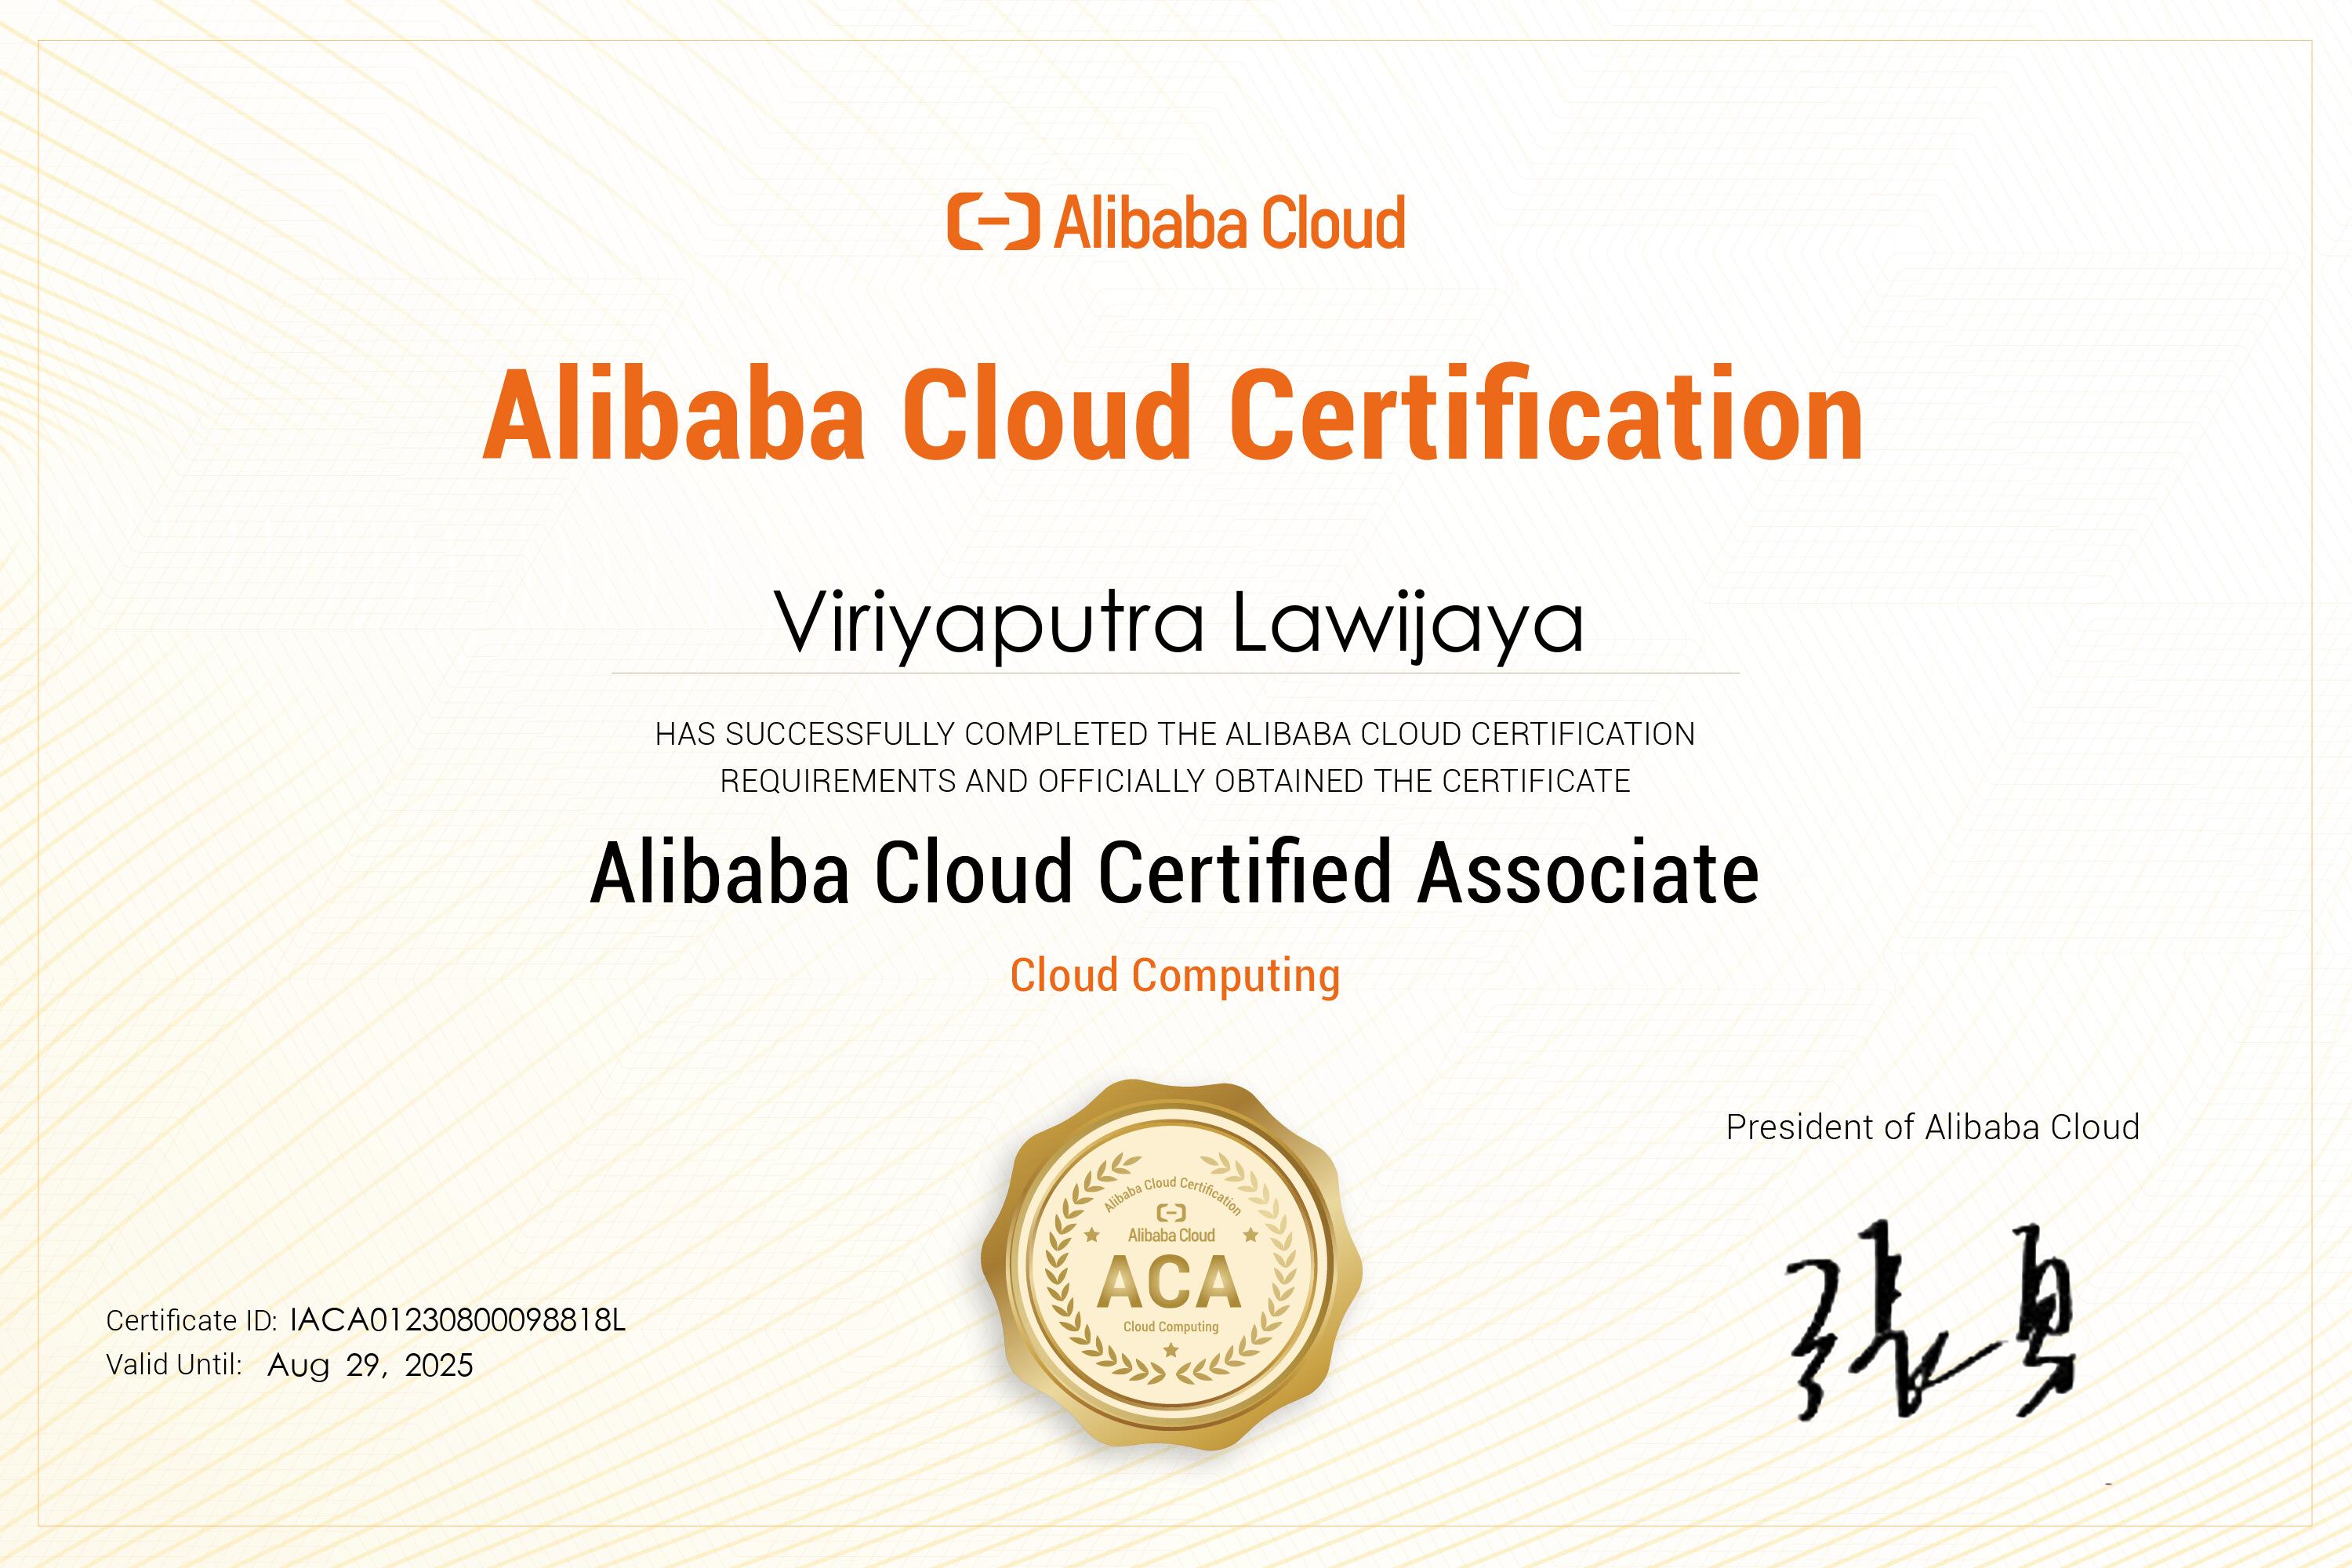 Alibaba Cloud
Alibaba Cloud Certification
Viriyaputra Lawijaya
HAS SUCCESSFULLY COMPLETED THE ALIBABA CLOUD CERTIFICATION
REQUIREMENTS AND OFFICIALLY OBTAINED THE CERTIFICATE
Alibaba Cloud Certified Associate
Cloud Computing
Alibaba Cloud Certification
Alibaba Cloud
ACA
Cloud Computing
President of Alibaba Cloud
Certificate ID: IACA01230800098818L
Valid Until: Aug 29, 2025